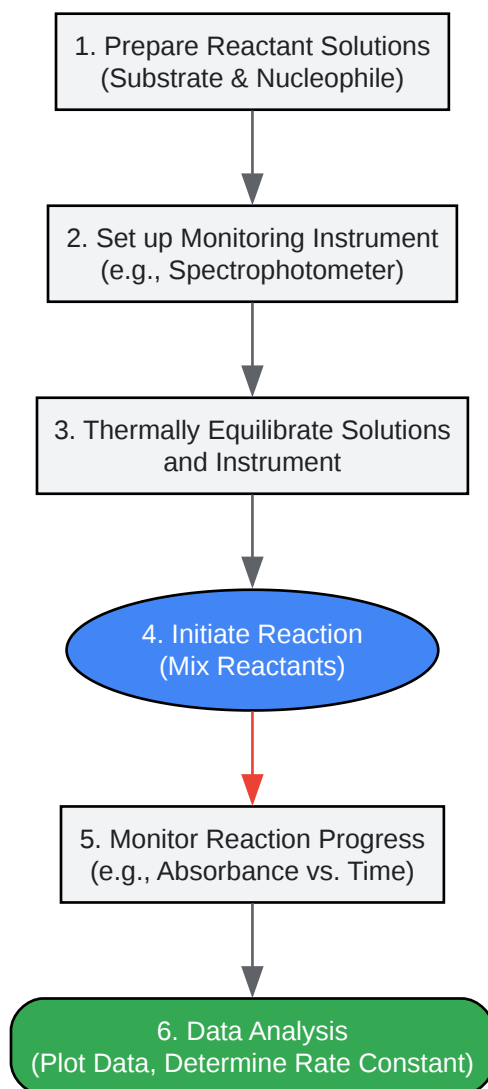 1. Prepare Reactant Solutions
(Substrate & Nucleophile)
2. Set up Monitoring Instrument
(e.g., Spectrophotometer)
3. Thermally Equilibrate Solutions
and Instrument
4. Initiate Reaction
(Mix Reactants)
5. Monitor Reaction Progress
(e.g., Absorbance vs. Time)
6. Data Analysis
(Plot Data, Determine Rate Constant)